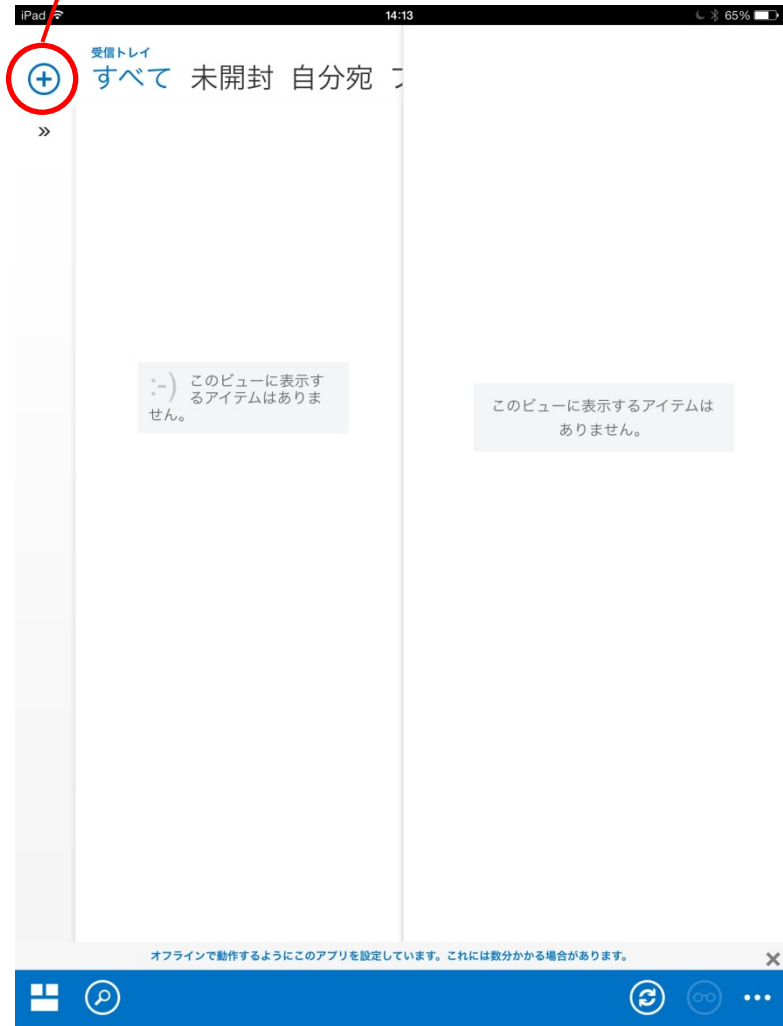 iPad 14:13 65%
受信トレイ
すべて 未開封 自分宛 フ
»
:-) このビューに表示す
るアイテムはありま
せん。
このビューに表示するアイテムは
ありません。
オフラインで動作するようにこのアプリを設定しています。これには数分かかる場合があります。